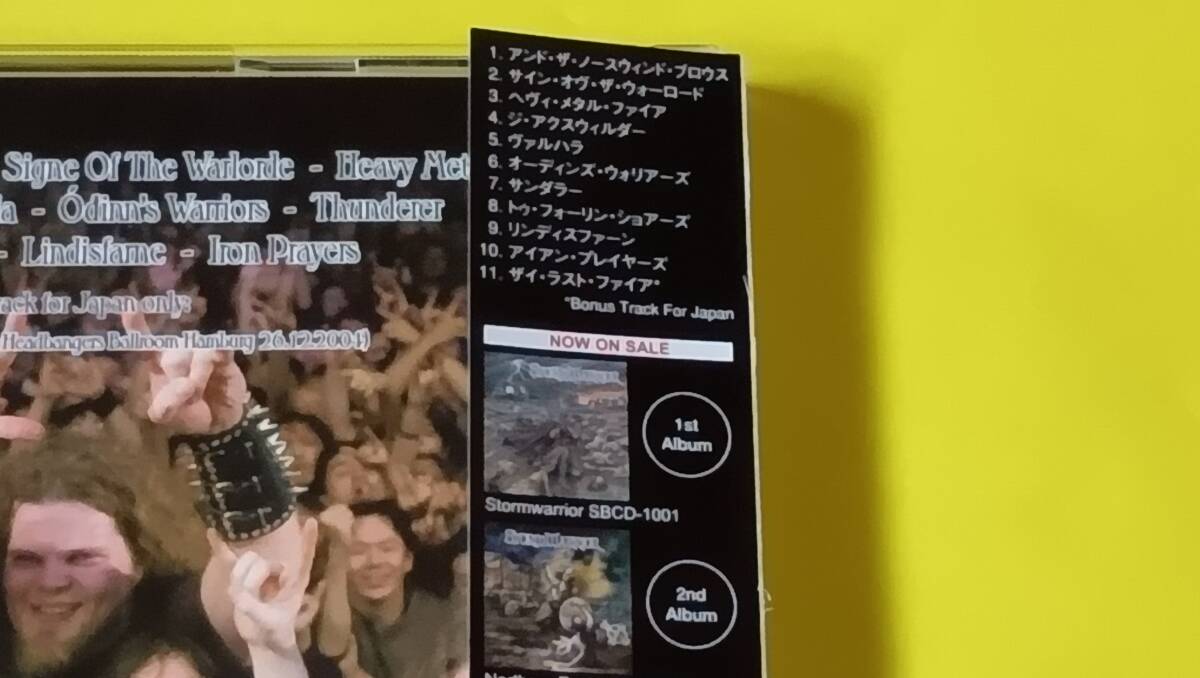 Signe Of The Warlorde - Heavy Met
la - Ódinn's Warriors - Thunderer
- Lindisfarne - Iron Prayers
ack for Japan only:
Headbangers Ballroom Hamburg 26.12.2004)
1. アンド・ザ・ノースウィンド・ブロウス
2. サイン・オヴ・ザ・ウォーロード
3. ヘヴィ・メタル・ファイア
4. ジ・アクスウィルダー
5. ヴァルハラ
6. オーディンズ・ウォリアーズ
7. サンダラー
8. トゥ・フォーリン・ショアーズ
9. リンディスファーン
10. アイアン・プレイヤーズ
11. ザイ・ラスト・ファイア*
*Bonus Track For Japan
NOW ON SALE
1st
Album
Stormwarrior SBCD-1001
2nd
Album